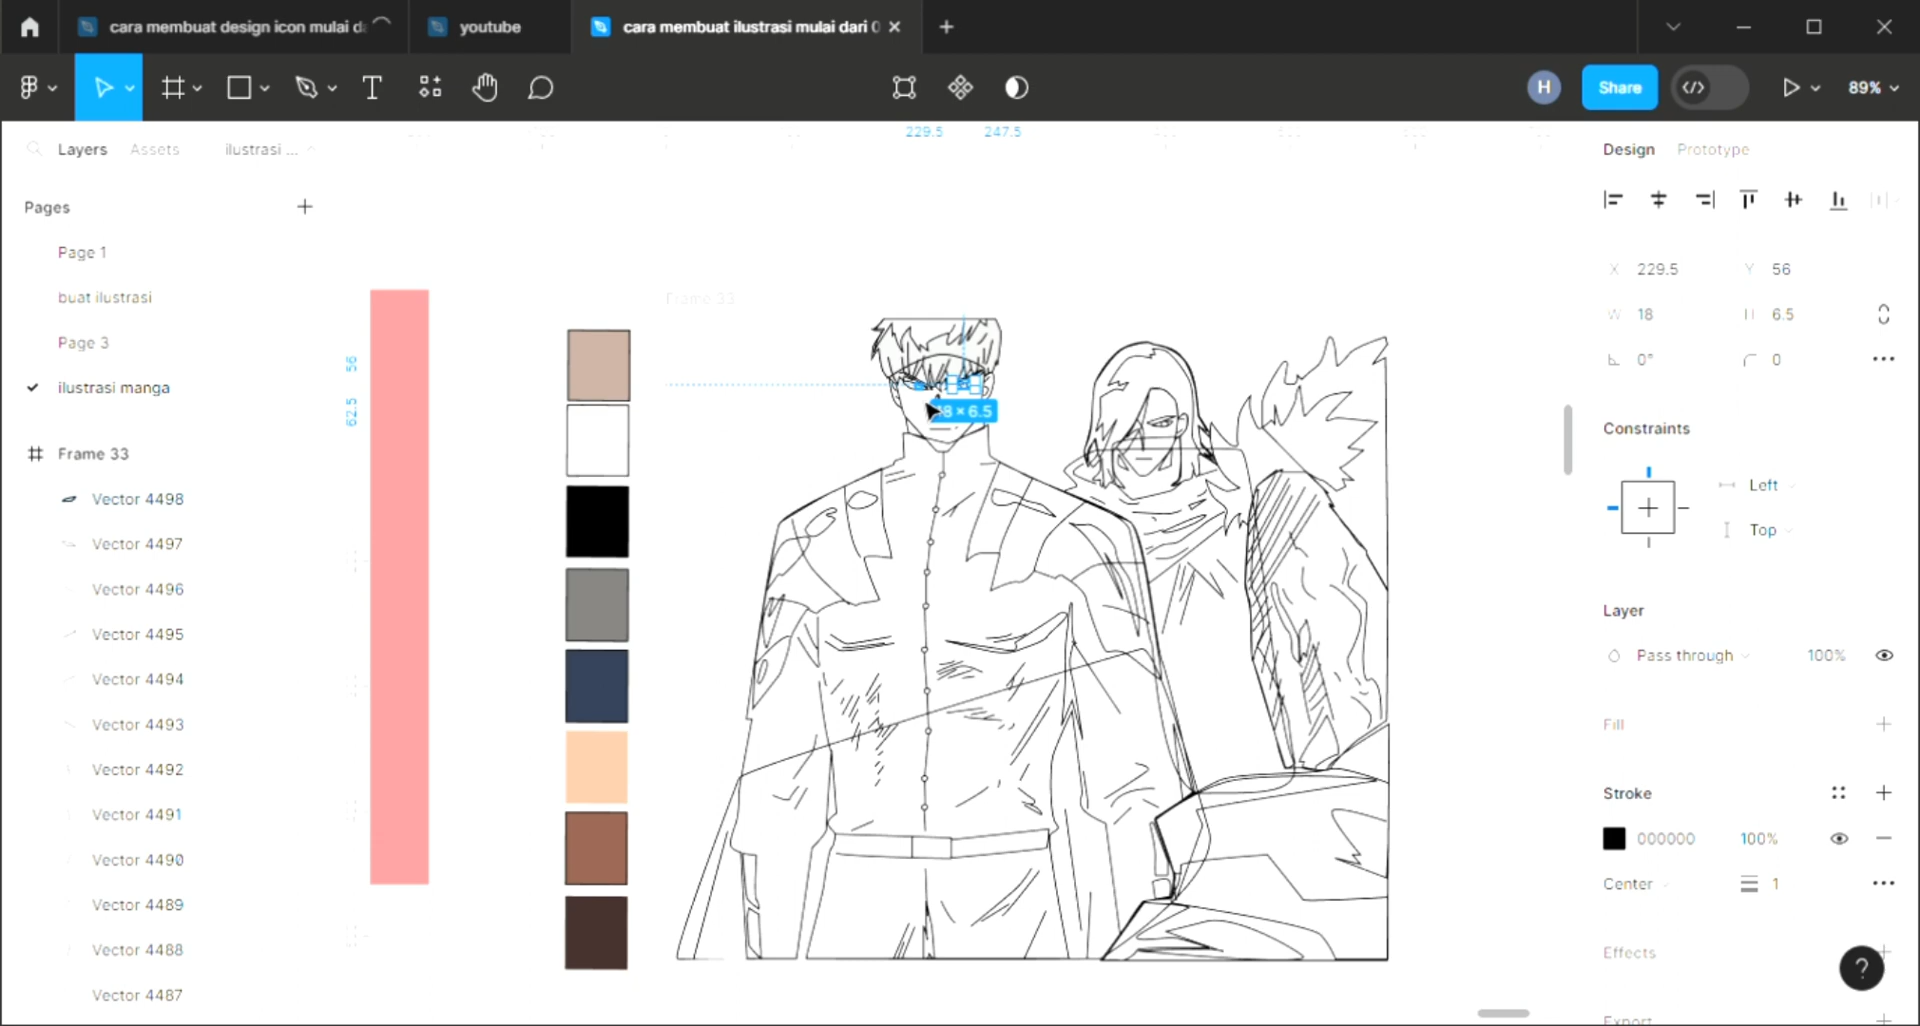 cara membuat design icon mulai d
youtube
cara membuat ilustrasi mulai dari 0
H
Share
89%
Layers
Assets
ilustrasi ...
229.5
247.5
Design
Prototype
Pages
Page 1
buat ilustrasi
Page 3
ilustrasi manga
Frame 33
Vector 4498
Vector 4497
Vector 4496
Vector 4495
Vector 4494
Vector 4493
Vector 4492
Vector 4491
Vector 4490
Vector 4489
Vector 4488
Vector 4487
56
62.5
Frame 33
18 × 6.5
X 229.5
Y 56
W 18
H 6.5
0°
0
Constraints
Left
Top
Layer
Pass through
100%
Fill
Stroke
000000
100%
Center
1
Effects
?
Export